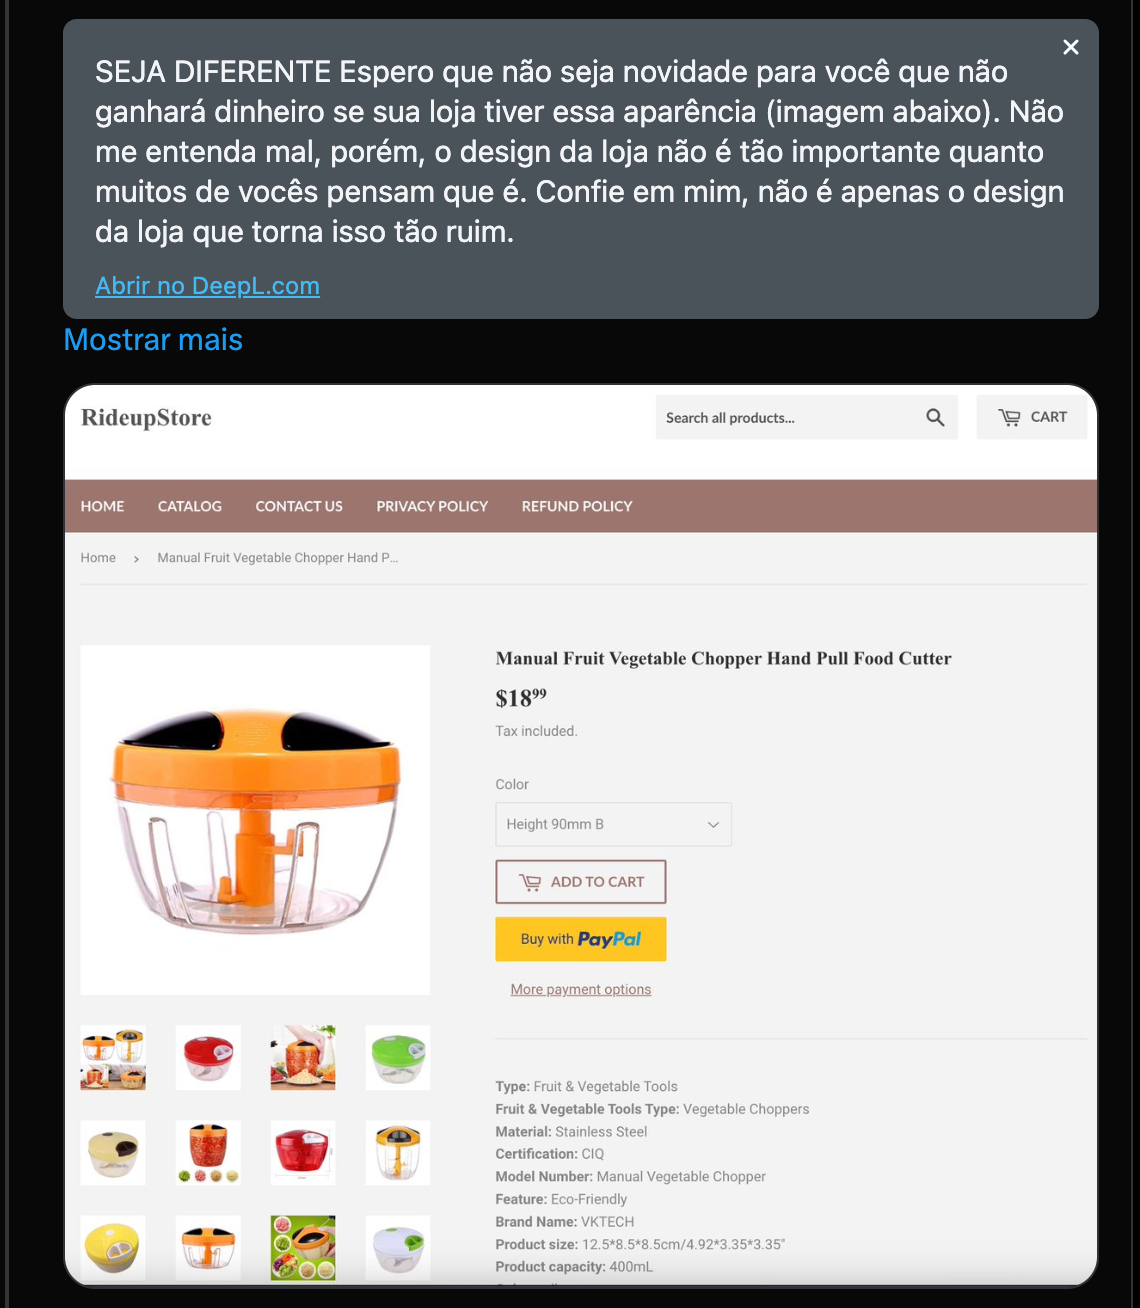 SEJA DIFERENTE Espero que não seja novidade para você que não
ganhará dinheiro se sua loja tiver essa aparência (imagem abaixo). Não
me entenda mal, porém, o design da loja não é tão importante quanto
muitos de vocês pensam que é. Confie em mim, não é apenas o design
da loja que torna isso tão ruim.
Abrir no DeepL.com
Mostrar mais
RideupStore
Search all products...
CART
HOME CATALOG CONTACT US PRIVACY POLICY REFUND POLICY
Home › Manual Fruit Vegetable Chopper Hand P...
Manual Fruit Vegetable Chopper Hand Pull Food Cutter
$18⁹⁹
Tax included.
Color
Height 90mm B
ADD TO CART
Buy with PayPal
More payment options
Type: Fruit & Vegetable Tools
Fruit & Vegetable Tools Type: Vegetable Choppers
Material: Stainless Steel
Certification: CIQ
Model Number: Manual Vegetable Chopper
Feature: Eco-Friendly
Brand Name: VKTECH
Product size: 12.5*8.5*8.5cm/4.92*3.35*3.35"
Product capacity: 400mL